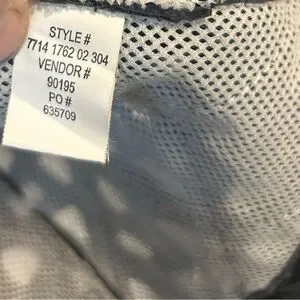 STYLE #
7714 1762 02 304
VENDOR #
90195
PO #
635709